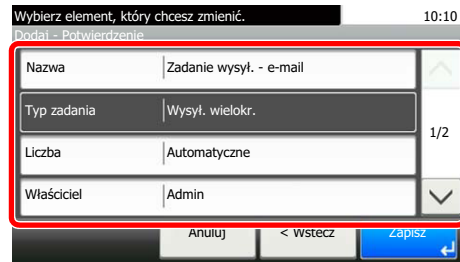 Wybierz element, który chcesz zmienić. 10:10
Dodaj - Potwierdzenie
Nazwa Zadanie wysył. - e-mail
Typ zadania Wysył. wielokr.
1/2
Liczba Automatyczne
Właściciel Admin
Anuluj < Wstecz Zapisz